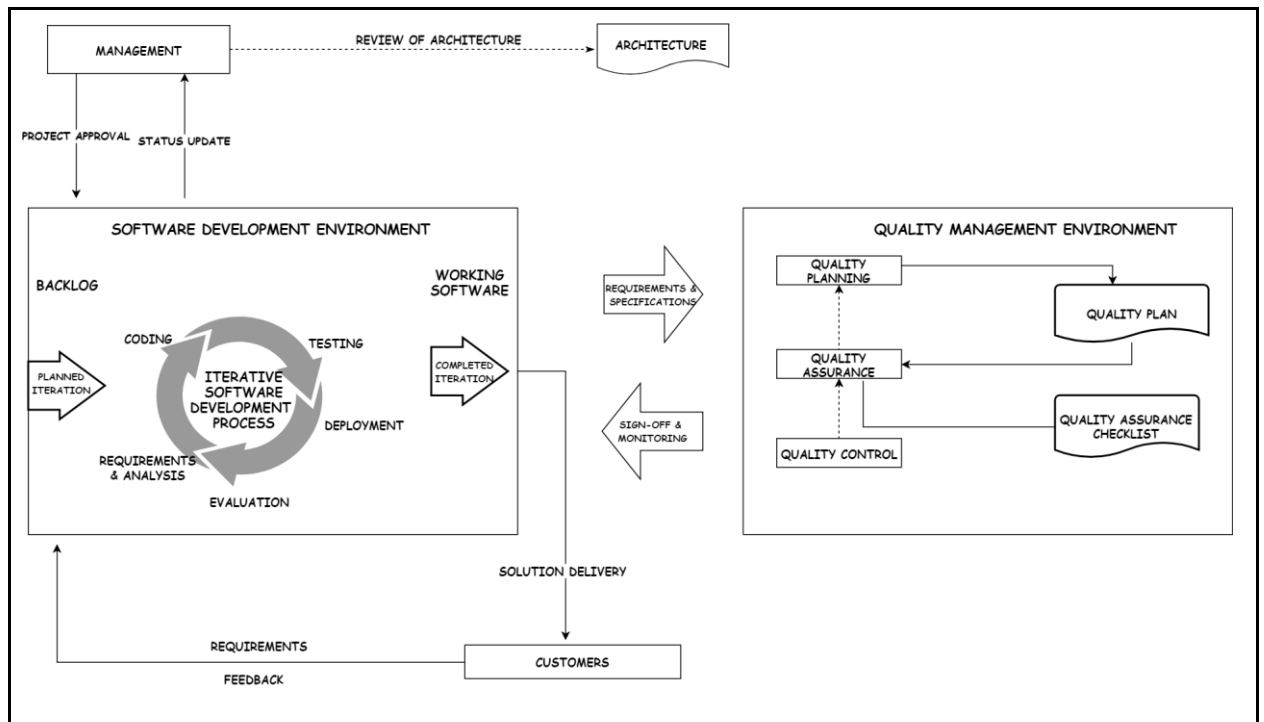 MANAGEMENT
REVIEW OF ARCHITECTURE
ARCHITECTURE
PROJECT APPROVAL
STATUS UPDATE
SOFTWARE DEVELOPMENT ENVIRONMENT
BACKLOG
WORKING
SOFTWARE
PLANNED
ITERATION
CODING
TESTING
ITERATIVE
SOFTWARE
DEVELOPMENT
PROCESS
DEPLOYMENT
REQUIREMENTS
& ANALYSIS
EVALUATION
COMPLETED
ITERATION
REQUIREMENTS &
SPECIFICATIONS
SIGN-OFF &
MONITORING
QUALITY MANAGEMENT ENVIRONMENT
QUALITY
PLANNING
QUALITY PLAN
QUALITY
ASSURANCE
QUALITY ASSURANCE
CHECKLIST
QUALITY CONTROL
SOLUTION DELIVERY
REQUIREMENTS
FEEDBACK
CUSTOMERS